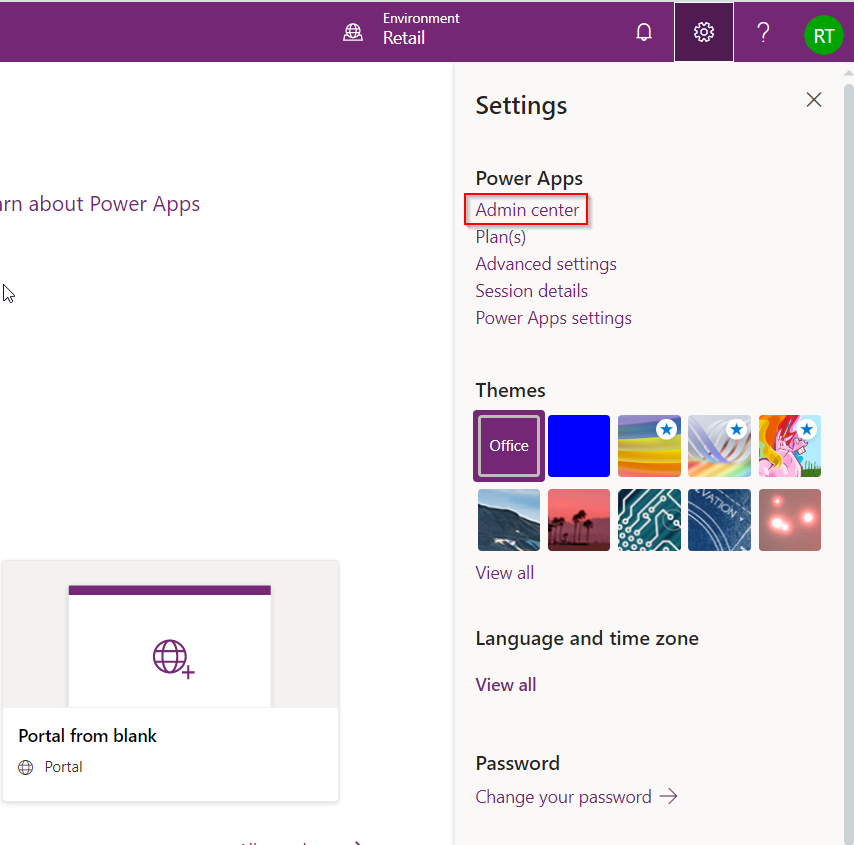 Environment
Retail
RT
Settings
Power Apps
Admin center
Plan(s)
Advanced settings
Session details
Power Apps settings
about Power Apps
Themes
Office
VATION
View all
Language and time zone
View all
Portal from blank
Portal
Password
Change your password